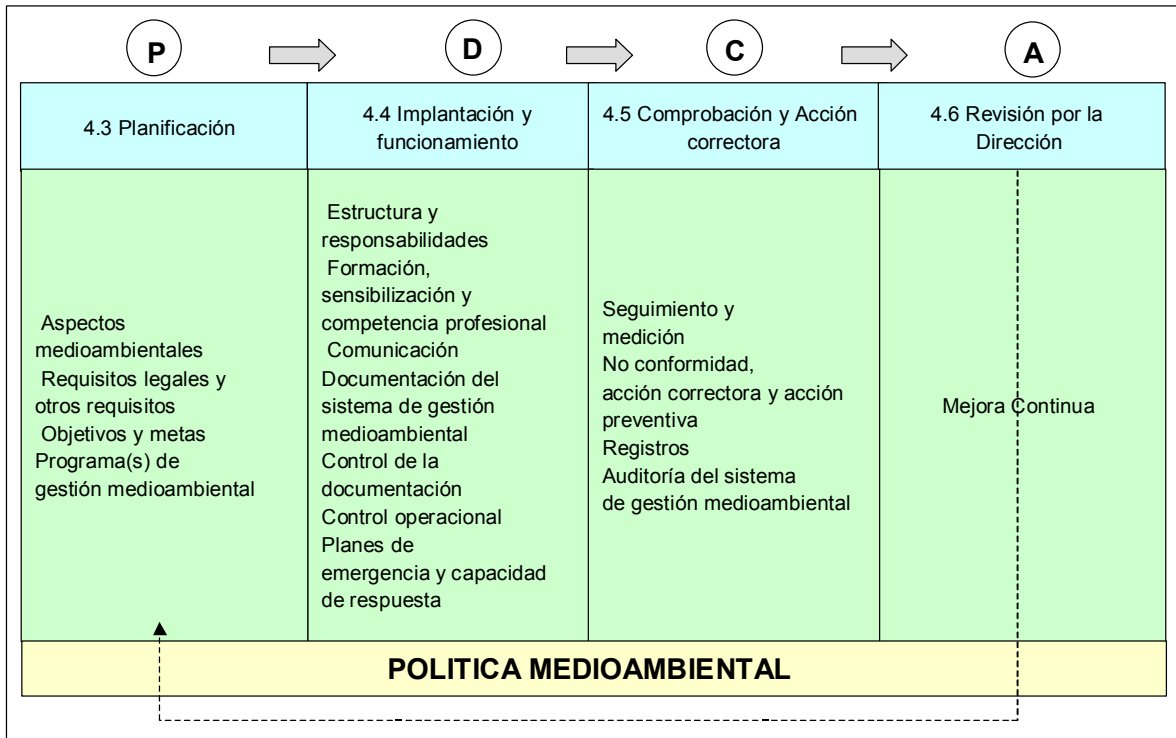 P
D
C
A
4.3 Planificación
4.4 Implantación y
funcionamiento
4.5 Comprobación y Acción
correctora
4.6 Revisión por la
Dirección
Aspectos
medioambientales
Requisitos legales y
otros requisitos
Objetivos y metas
Programa(s) de
gestión medioambiental
Estructura y
responsabilidades
Formación,
sensibilización y
competencia profesional
Comunicación
Documentación del
sistema de gestión
medioambiental
Control de la
documentación
Control operacional
Planes de
emergencia y capacidad
de respuesta
Seguimiento y
medición
No conformidad,
acción correctora y acción
preventiva
Registros
Auditoría del sistema
de gestión medioambiental
Mejora Continua
POLITICA MEDIOAMBIENTAL